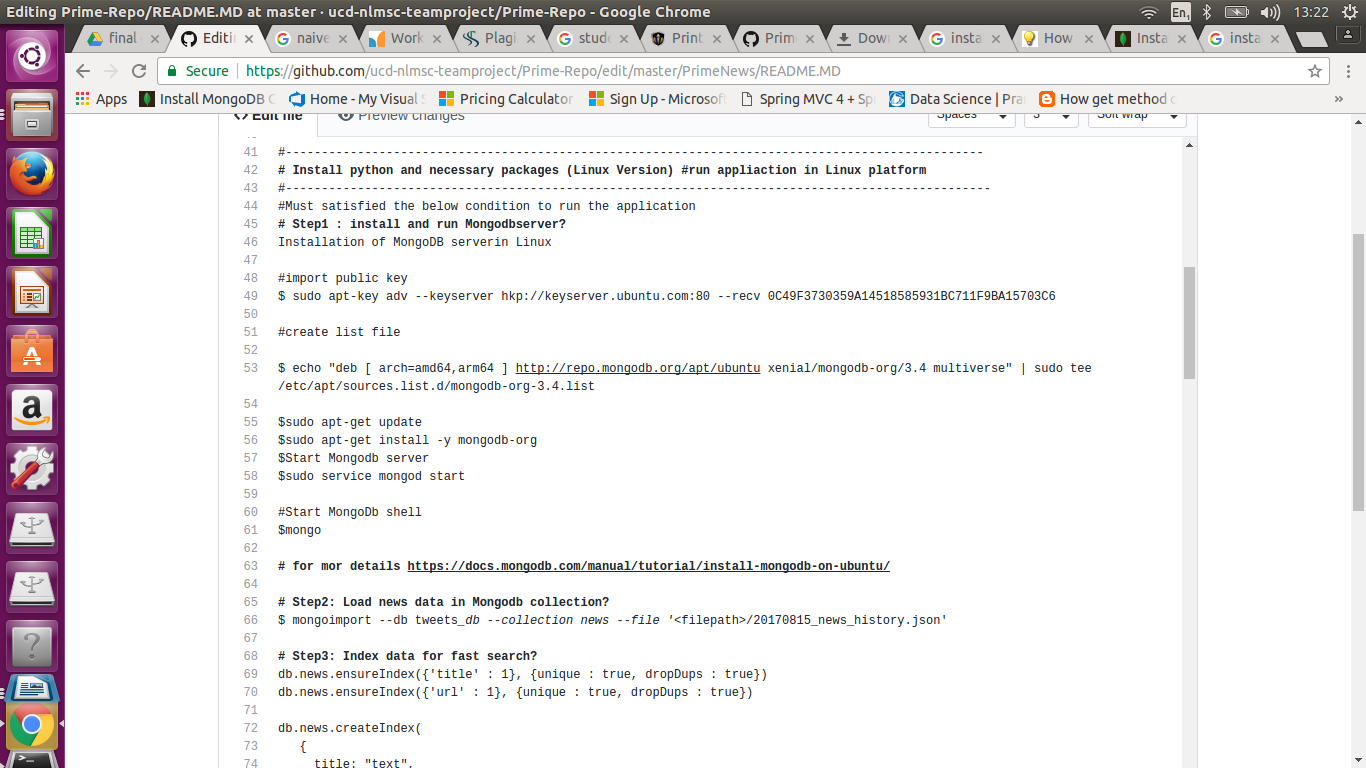 Editing Prime-Repo/README.MD at master · ucd-nlmsc-teamproject/Prime-Repo - Google Chrome
En 13:22
final Editin naive Work Plagi stude Print Prim Dow insta How Insta insta
Secure https://github.com/ucd-nlmsc-teamproject/Prime-Repo/edit/master/PrimeNews/README.MD
Apps Install MongoDB C Home - My Visual S Pricing Calculator Sign Up - Microsof Spring MVC 4 + Sp Data Science | Pra How get method c »
<> Edit file Preview changes Spaces 3 Soft wrap
40
41 #-------------------------------------------------------------------------------------------------
42 # Install python and necessary packages (Linux Version) #run appliaction in Linux platform
43 #--------------------------------------------------------------------------------------------------
44 #Must satisfied the below condition to run the application
45 # Step1 : install and run Mongodbserver?
46 Installation of MongoDB serverin Linux
47
48 #import public key
49 $ sudo apt-key adv --keyserver hkp://keyserver.ubuntu.com:80 --recv 0C49F3730359A14518585931BC711F9BA15703C6
50
51 #create list file
52
53 $ echo "deb [ arch=amd64,arm64 ] http://repo.mongodb.org/apt/ubuntu xenial/mongodb-org/3.4 multiverse" | sudo tee
/etc/apt/sources.list.d/mongodb-org-3.4.list
54
55 $sudo apt-get update
56 $sudo apt-get install -y mongodb-org
57 $Start Mongodb server
58 $sudo service mongod start
59
60 #Start MongoDb shell
61 $mongo
62
63 # for mor details https://docs.mongodb.com/manual/tutorial/install-mongodb-on-ubuntu/
64
65 # Step2: Load news data in Mongodb collection?
66 $ mongoimport --db tweets_db --collection news --file '<filepath>/20170815_news_history.json'
67
68 # Step3: Index data for fast search?
69 db.news.ensureIndex({'title' : 1}, {unique : true, dropDups : true})
70 db.news.ensureIndex({'url' : 1}, {unique : true, dropDups : true})
71
72 db.news.createIndex(
73 {
74 title: "text",